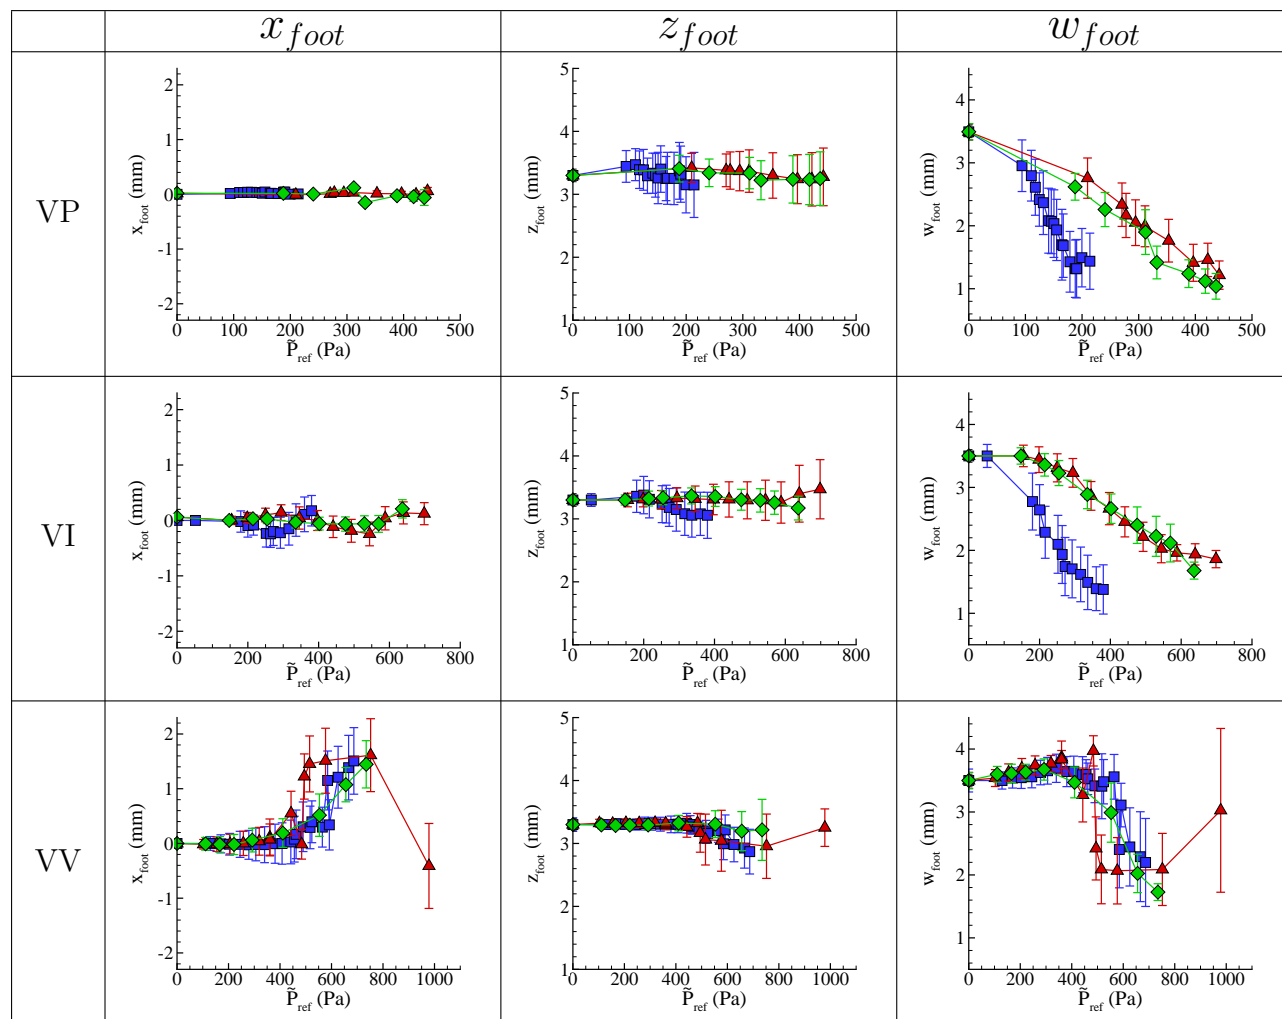 x_foot z_foot w_foot
VP
2
1
0
-1
-2
x_foot (mm)
0 100 200 300 400 500
P̃_ref (Pa)
5
4
3
2
1
z_foot (mm)
0 100 200 300 400 500
P̃_ref (Pa)
4
3
2
1
w_foot (mm)
0 100 200 300 400 500
P̃_ref (Pa)
VI
2
1
0
-1
-2
x_foot (mm)
0 200 400 600 800
P̃_ref (Pa)
5
4
3
2
1
z_foot (mm)
0 200 400 600 800
P̃_ref (Pa)
4
3
2
1
w_foot (mm)
0 200 400 600 800
P̃_ref (Pa)
VV
2
1
0
-1
-2
x_foot (mm)
0 200 400 600 800 1000
P̃_ref (Pa)
5
4
3
2
1
z_foot (mm)
0 200 400 600 800 1000
P̃_ref (Pa)
4
3
2
1
w_foot (mm)
0 200 400 600 800 1000
P̃_ref (Pa)